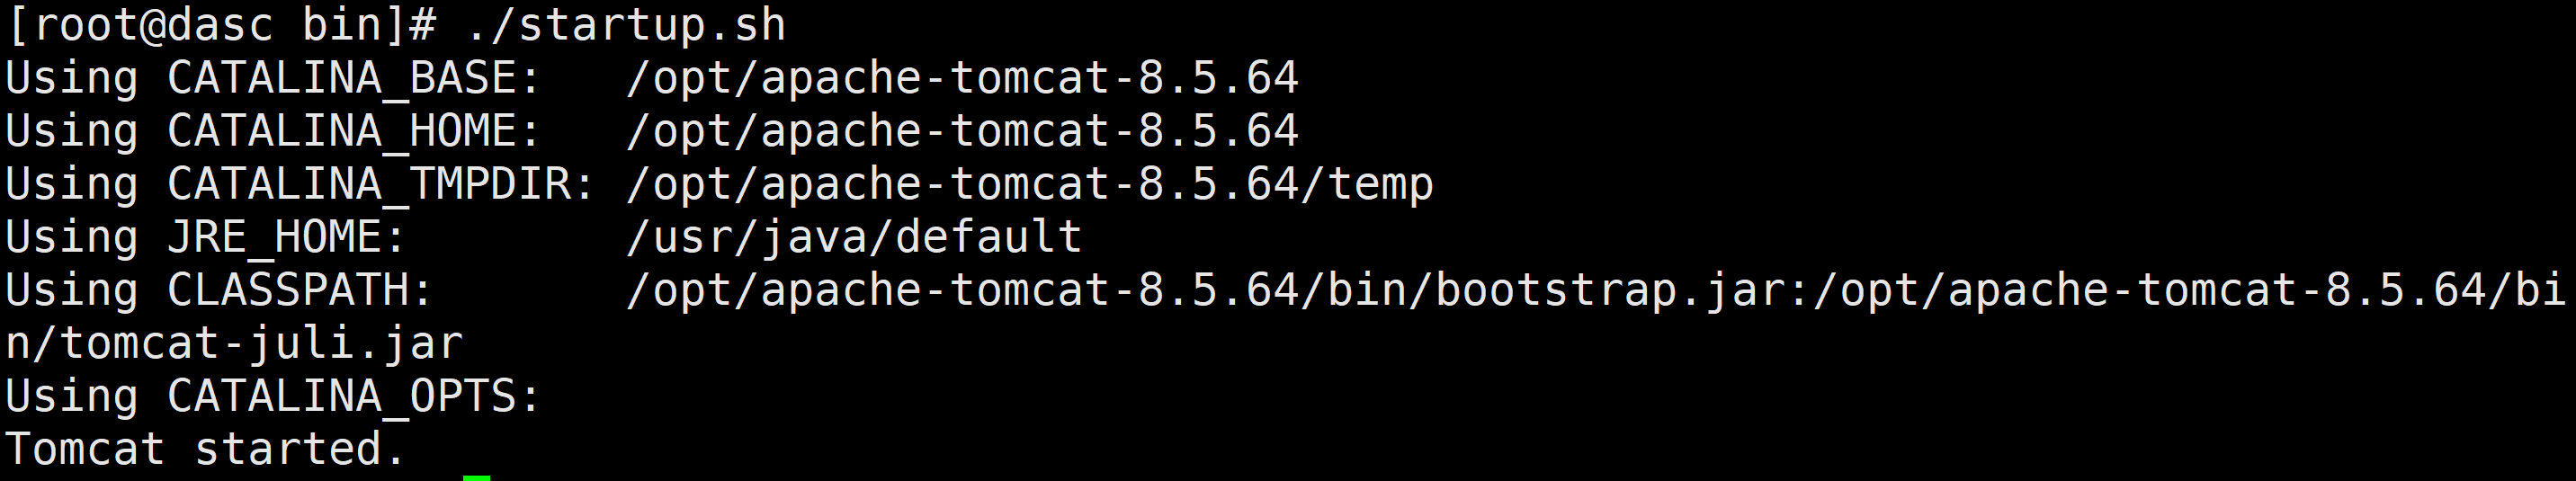 [root@dasc bin]# ./startup.sh
Using CATALINA_BASE:   /opt/apache-tomcat-8.5.64
Using CATALINA_HOME:   /opt/apache-tomcat-8.5.64
Using CATALINA_TMPDIR: /opt/apache-tomcat-8.5.64/temp
Using JRE_HOME:        /usr/java/default
Using CLASSPATH:       /opt/apache-tomcat-8.5.64/bin/bootstrap.jar:/opt/apache-tomcat-8.5.64/bi
n/tomcat-juli.jar
Using CATALINA_OPTS:
Tomcat started.